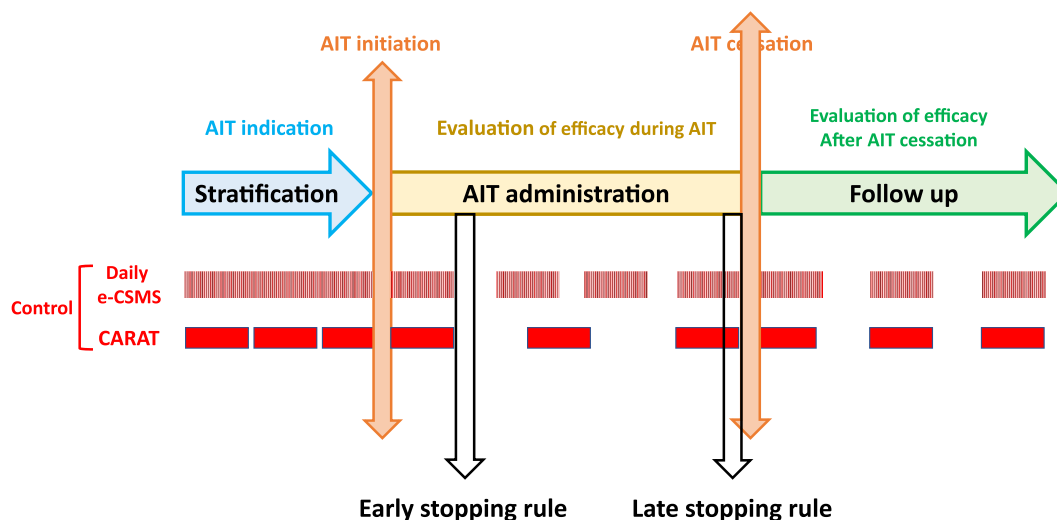 AIT initiation
AIT cessation
AIT indication
Evaluation of efficacy during AIT
Evaluation of efficacy
After AIT cessation
Stratification
AIT administration
Follow up
Control
Daily
e-CSMS
CARAT
Early stopping rule
Late stopping rule